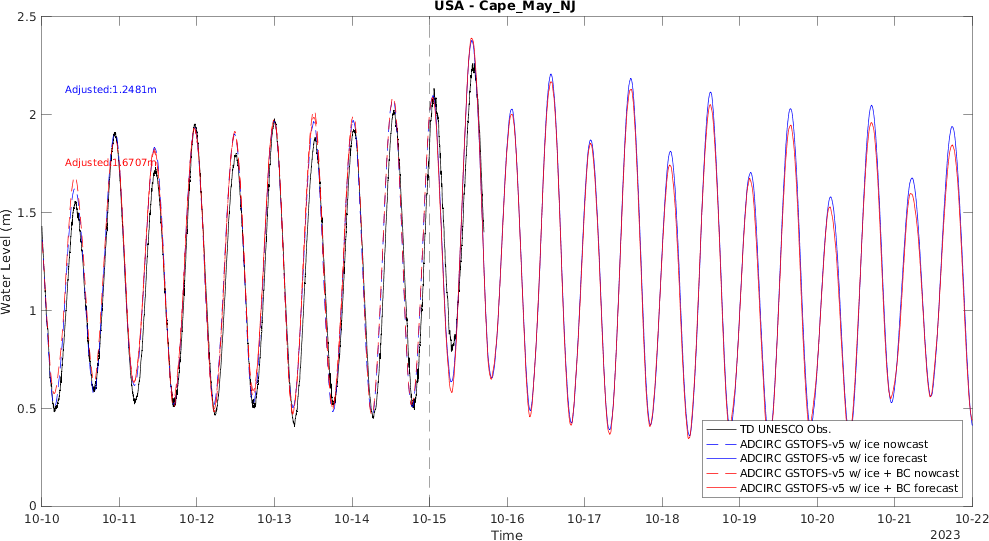 USA - Cape_May_NJ
2.5
2
1.5
1
0.5
0
Water Level (m)
Adjusted:1.2481m
Adjusted:1.6707m
TD UNESCO Obs.
ADCIRC GSTOFS-v5 w/ ice nowcast
ADCIRC GSTOFS-v5 w/ ice forecast
ADCIRC GSTOFS-v5 w/ ice + BC nowcast
ADCIRC GSTOFS-v5 w/ ice + BC forecast
10-10 10-11 10-12 10-13 10-14 10-15 10-16 10-17 10-18 10-19 10-20 10-21 10-22
Time
2023